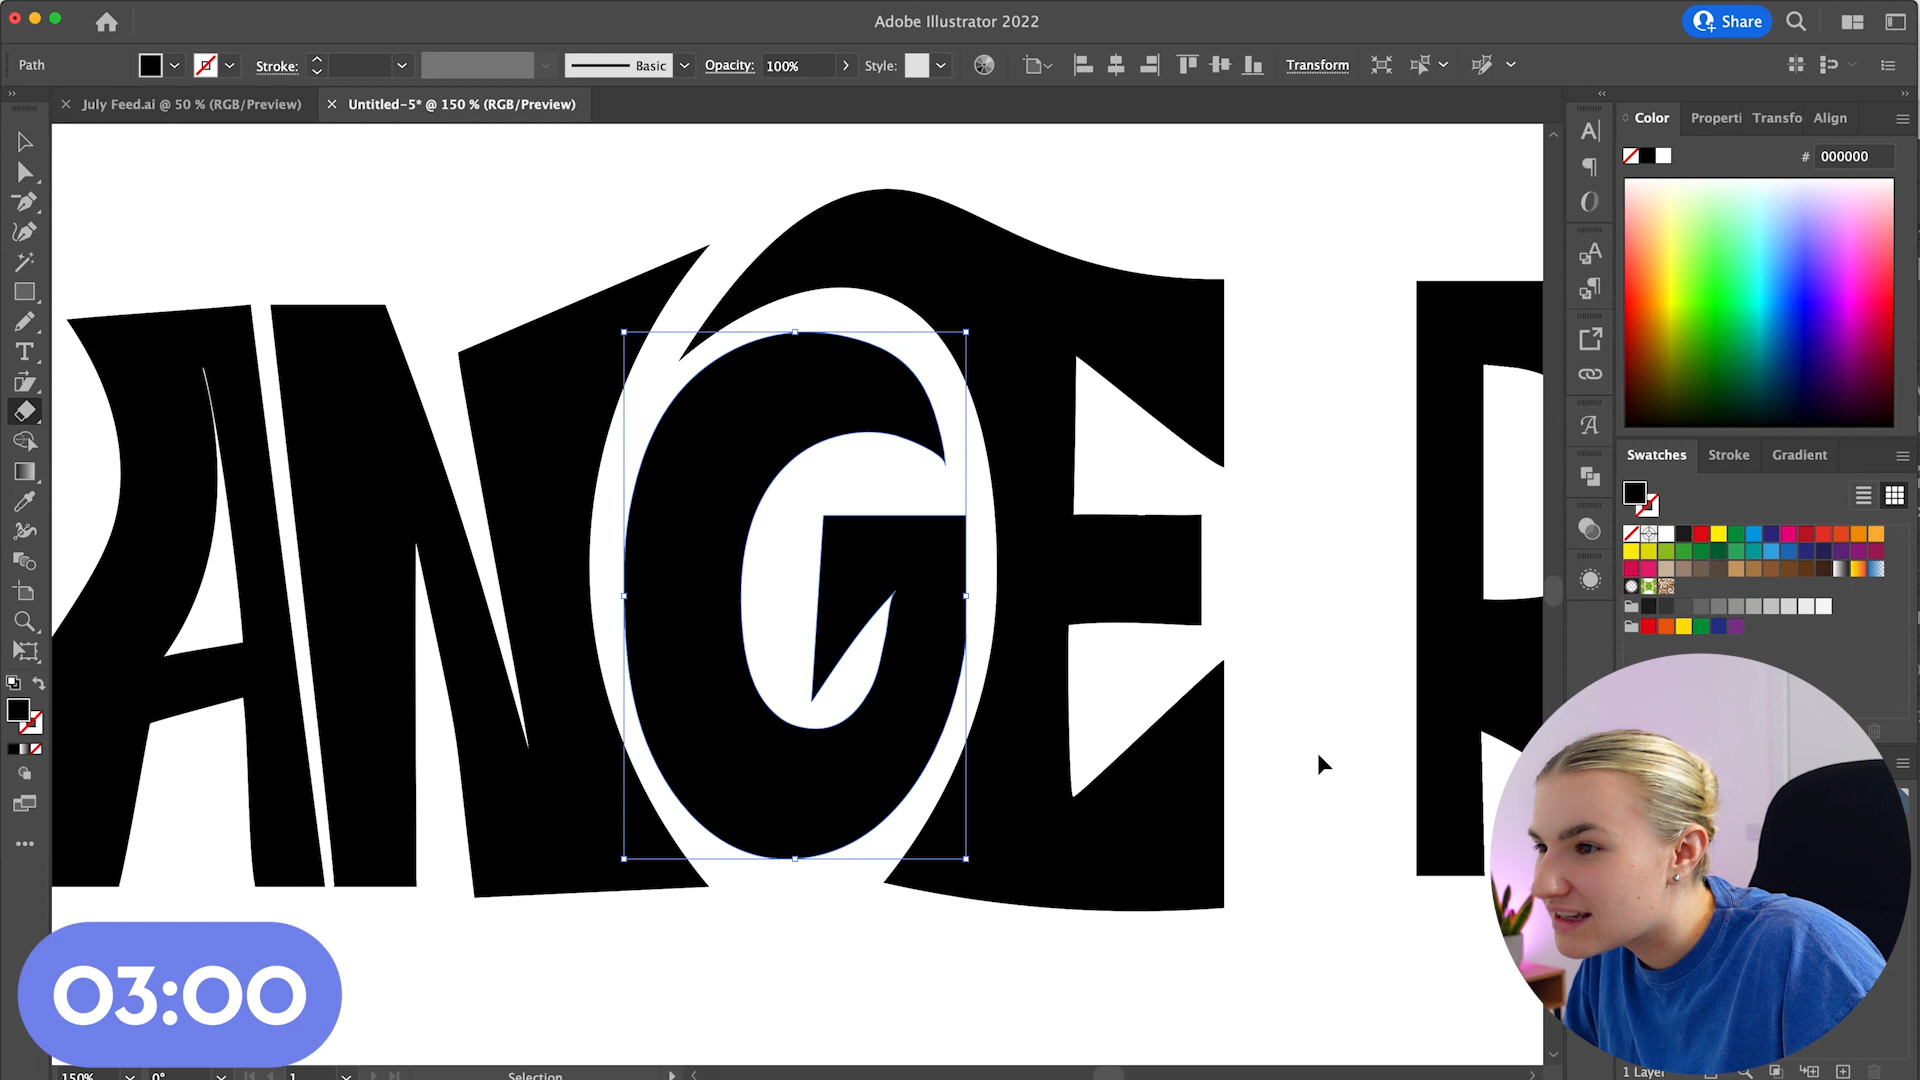 Adobe Illustrator 2022
Share
Path
Stroke:
Basic
Opacity:
100%
Style:
Transform
July Feed.ai @ 50 % (RGB/Preview)
Untitled-5* @ 150 % (RGB/Preview)
Color
Properti
Transfo
Align
# 000000
Swatches
Stroke
Gradient
ANGE
03:00
150%
0°
1
Selection
1 Layer